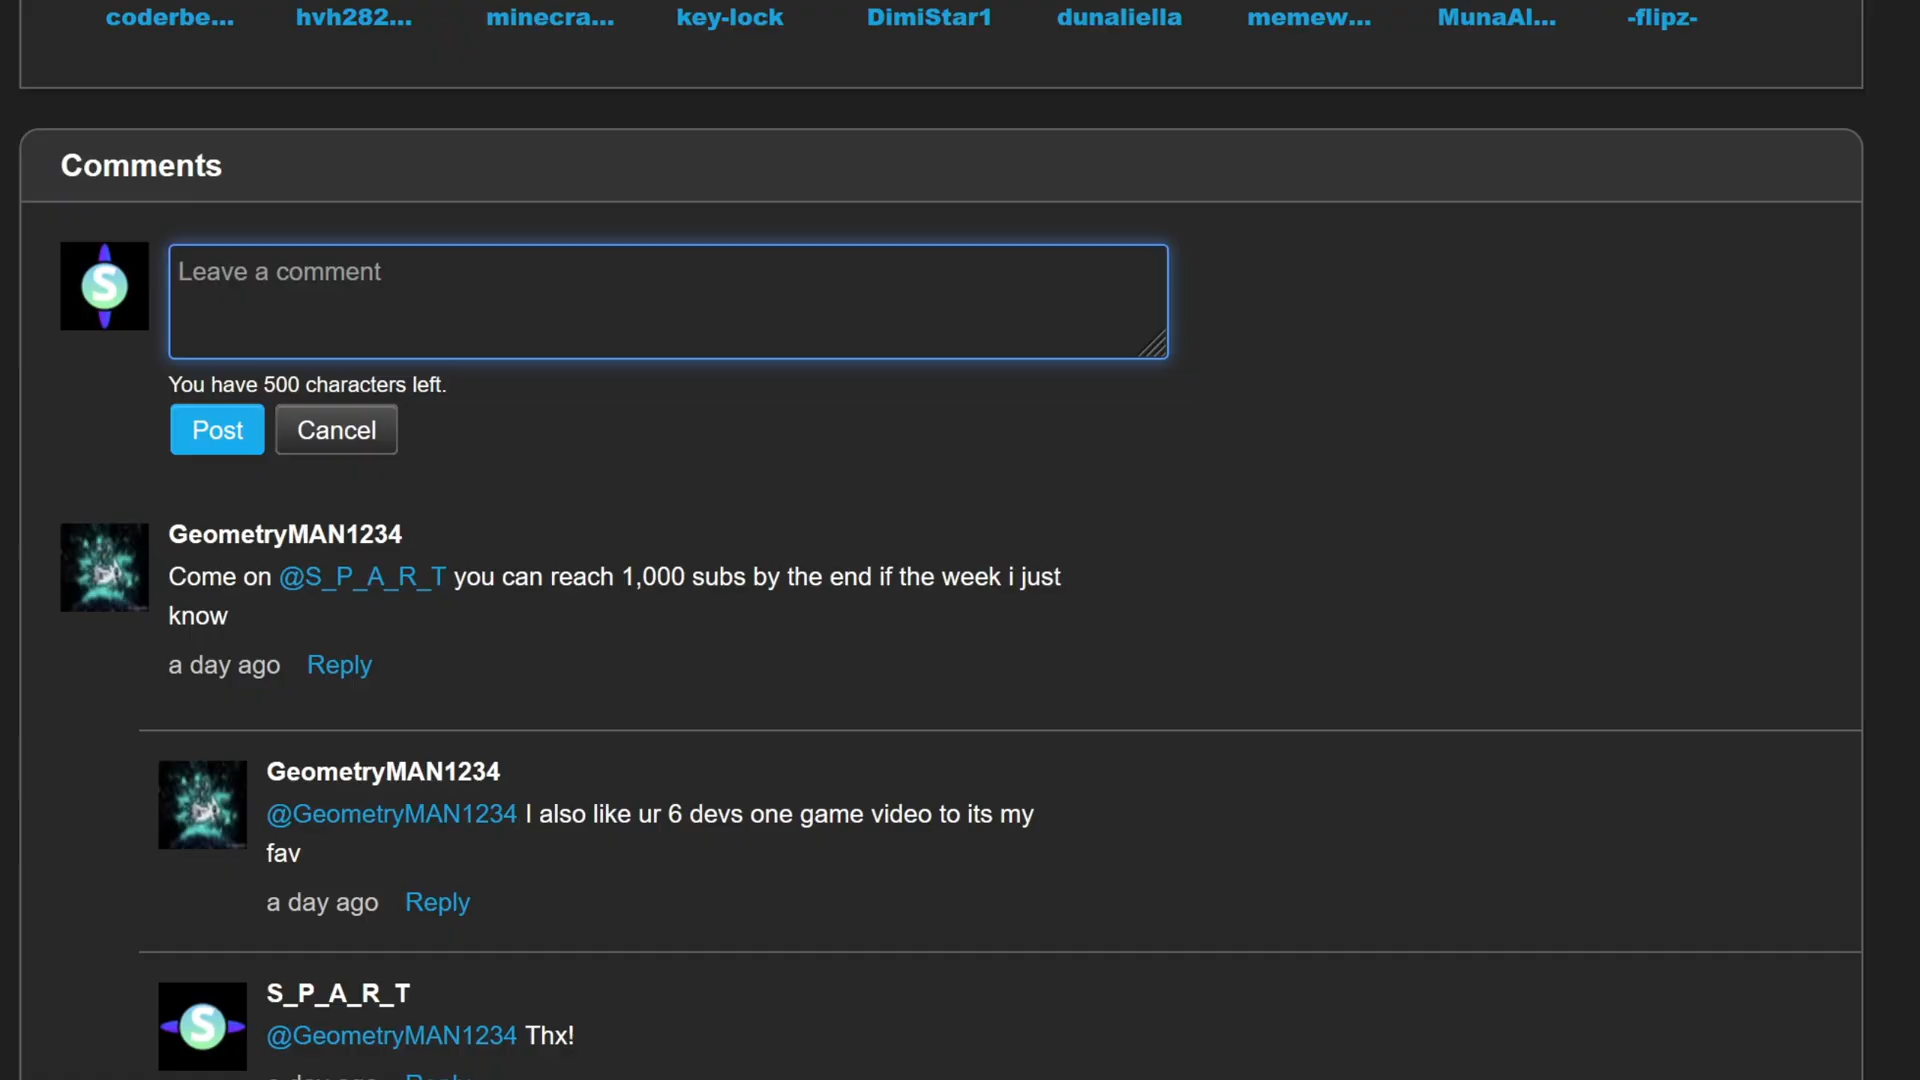 coderbe...
hvh282...
minecra...
key-lock
DimiStar1
dunaliella
memew...
MunaAl...
-flipz-
Comments
S
Leave a comment
You have 500 characters left.
Post
Cancel
GeometryMAN1234
Come on @S_P_A_R_T you can reach 1,000 subs by the end if the week i just
know
a day ago Reply
GeometryMAN1234
@GeometryMAN1234 I also like ur 6 devs one game video to its my
fav
a day ago Reply
S
S_P_A_R_T
@GeometryMAN1234 Thx!
a day ago Reply